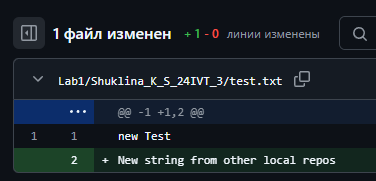 1 файл изменен +1 -0 линии изменены
Lab1/Shuklina_K_S_24IVT_3/test.txt
... @@ -1 +1,2 @@
1 1 new Test
2 + New string from other local repos